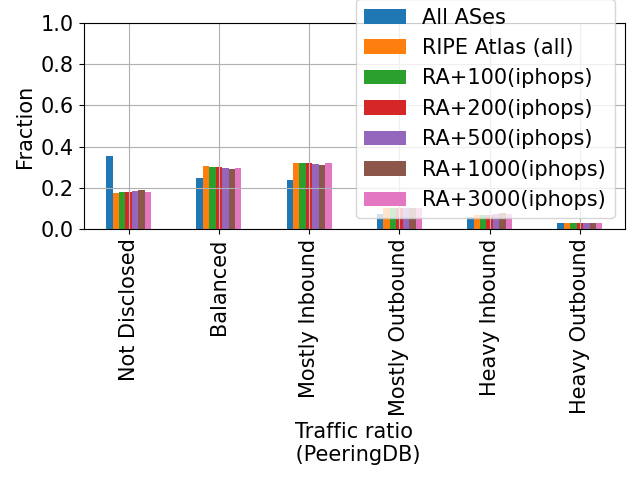 1.0
0.8
0.6
0.4
0.2
0.0
Fraction
All ASes
RIPE Atlas (all)
RA+100(iphops)
RA+200(iphops)
RA+500(iphops)
RA+1000(iphops)
RA+3000(iphops)
Not Disclosed
Balanced
Mostly Inbound
Mostly Outbound
Heavy Inbound
Heavy Outbound
Traffic ratio
(PeeringDB)